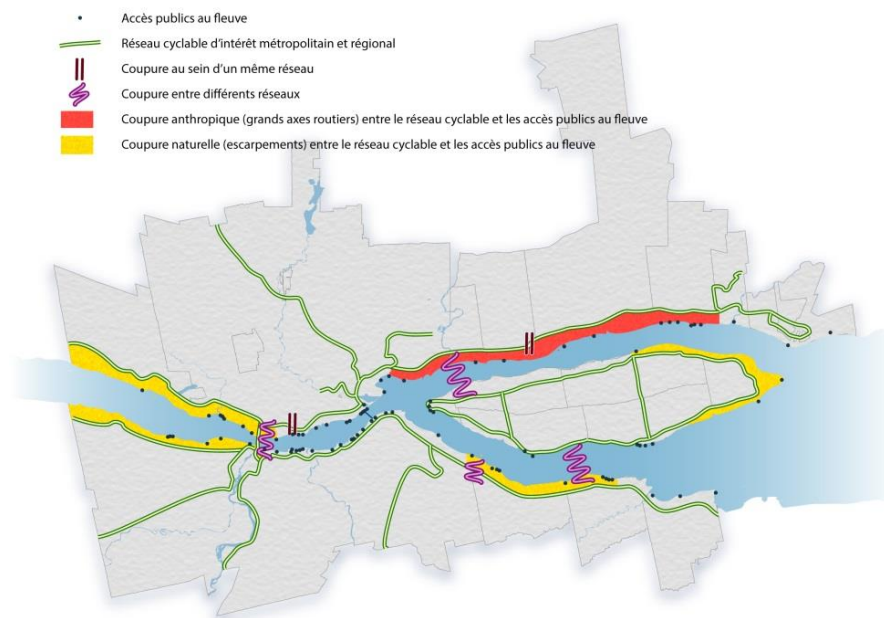 Accès publics au fleuve
Réseau cyclable d'intérêt métropolitain et régional
Coupure au sein d'un même réseau
Coupure entre différents réseaux
Coupure anthropique (grands axes routiers) entre le réseau cyclable et les accès publics au fleuve
Coupure naturelle (escarpements) entre le réseau cyclable et les accès publics au fleuve